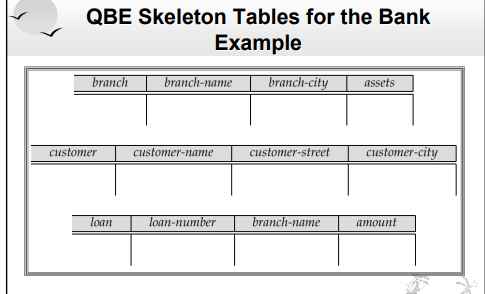 QBE Skeleton Tables for the Bank
Example
branch branch-name branch-city assets
customer customer-name customer-street customer-city
loan loan-number branch-name amount